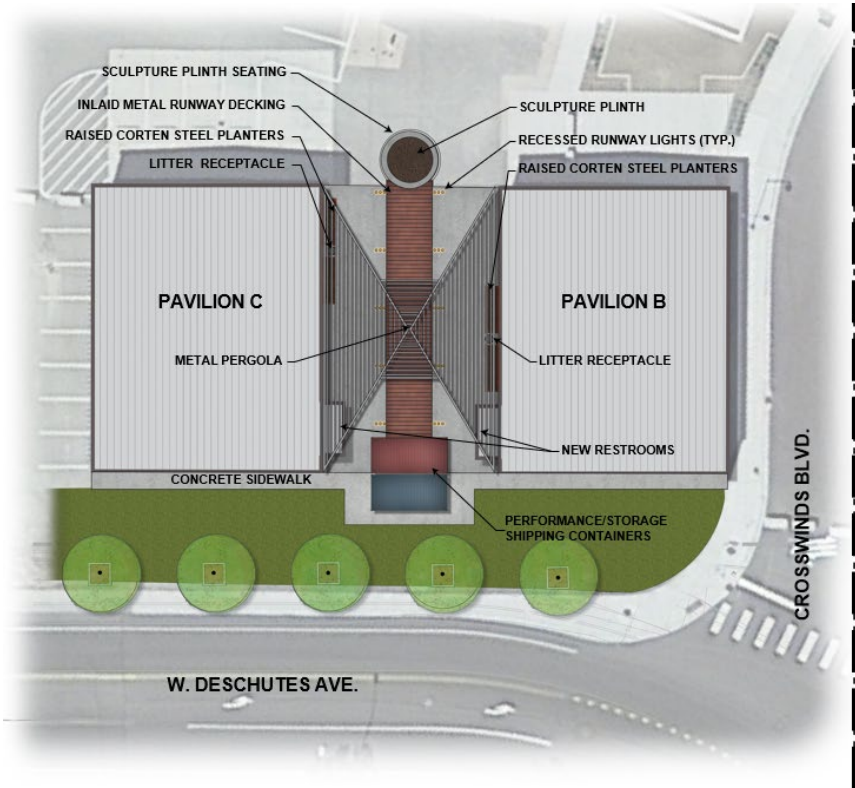 SCULPTURE PLINTH SEATING
INLAID METAL RUNWAY DECKING
RAISED CORTEN STEEL PLANTERS
LITTER RECEPTACLE
SCULPTURE PLINTH
RECESSED RUNWAY LIGHTS (TYP.)
RAISED CORTEN STEEL PLANTERS
PAVILION C
PAVILION B
METAL PERGOLA
LITTER RECEPTACLE
NEW RESTROOMS
CONCRETE SIDEWALK
PERFORMANCE/STORAGE
SHIPPING CONTAINERS
CROSSWINDS BLVD.
W. DESCHUTES AVE.